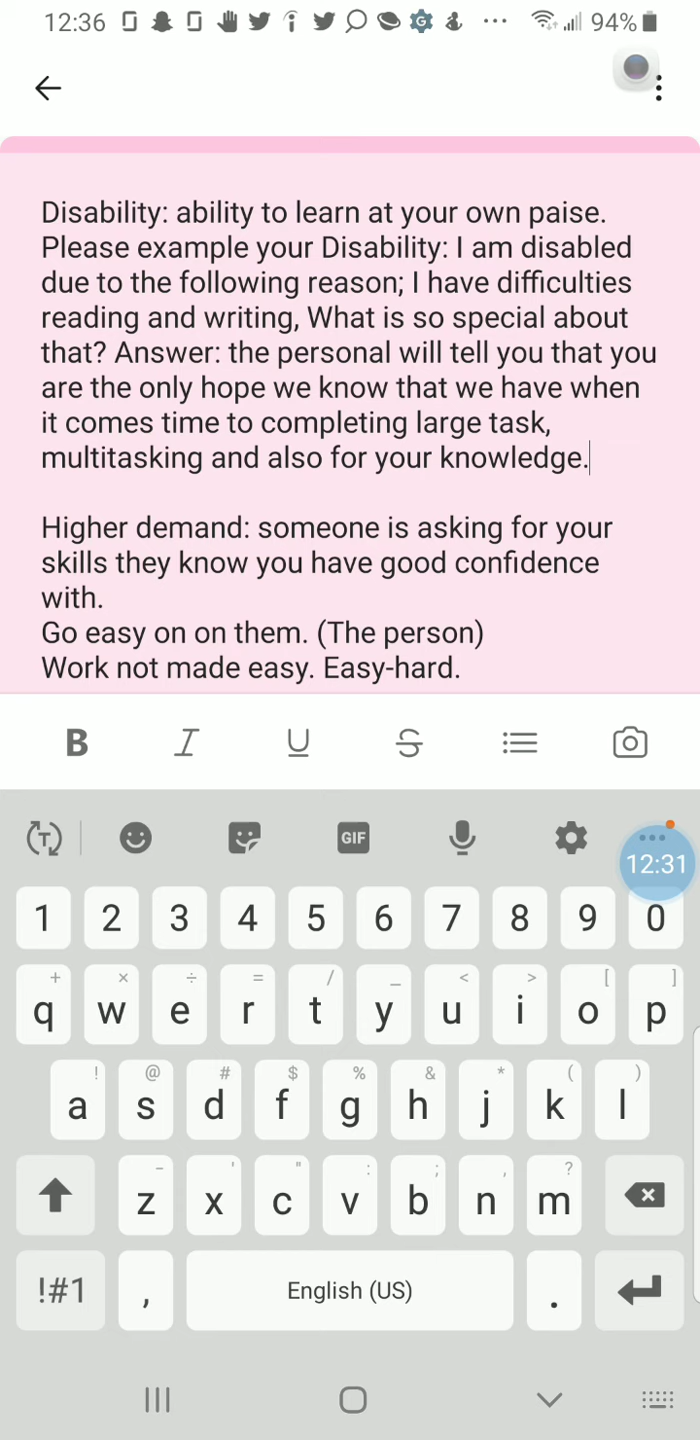 12:36 94%
Disability: ability to learn at your own paise.
Please example your Disability: I am disabled
due to the following reason; I have difficulties
reading and writing, What is so special about
that? Answer: the personal will tell you that you
are the only hope we know that we have when
it comes time to completing large task,
multitasking and also for your knowledge.
Higher demand: someone is asking for your
skills they know you have good confidence
with.
Go easy on on them. (The person)
Work not made easy. Easy-hard.
B I U S
T GIF
12:31
1 2 3 4 5 6 7 8 9 0
+ × ÷ = / _ < > [ ]
q w e r t y u i o p
! @ # $ % & * ( )
a s d f g h j k l
- ' " : ; , ?
z x c v b n m
!#1 , English (US) .